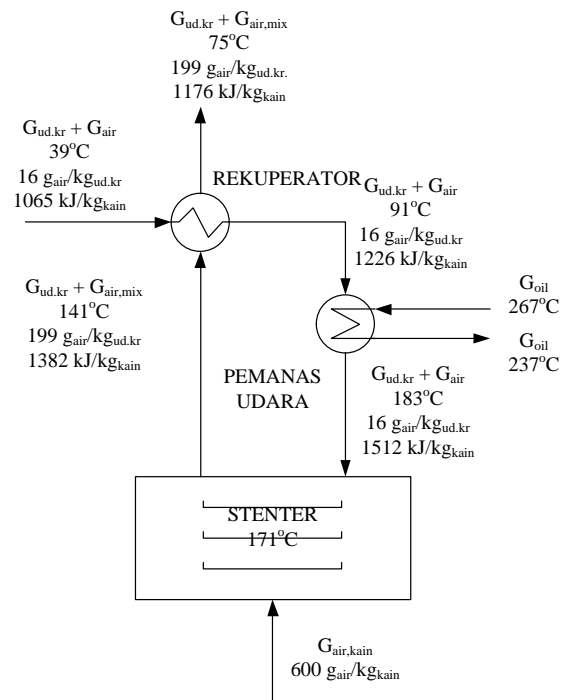 G_ud.kr + G_air,mix
75°C
199 g_air/kg_ud.kr.
1176 kJ/kg_kain
G_ud.kr + G_air
39°C
16 g_air/kg_ud.kr
1065 kJ/kg_kain
REKUPERATOR
G_ud.kr + G_air
91°C
16 g_air/kg_ud.kr
1226 kJ/kg_kain
G_ud.kr + G_air,mix
141°C
199 g_air/kg_ud.kr
1382 kJ/kg_kain
G_oil
267°C
G_oil
237°C
PEMANAS
UDARA
G_ud.kr + G_air
183°C
16 g_air/kg_ud.kr
1512 kJ/kg_kain
STENTER
171°C
G_air,kain
600 g_air/kg_kain